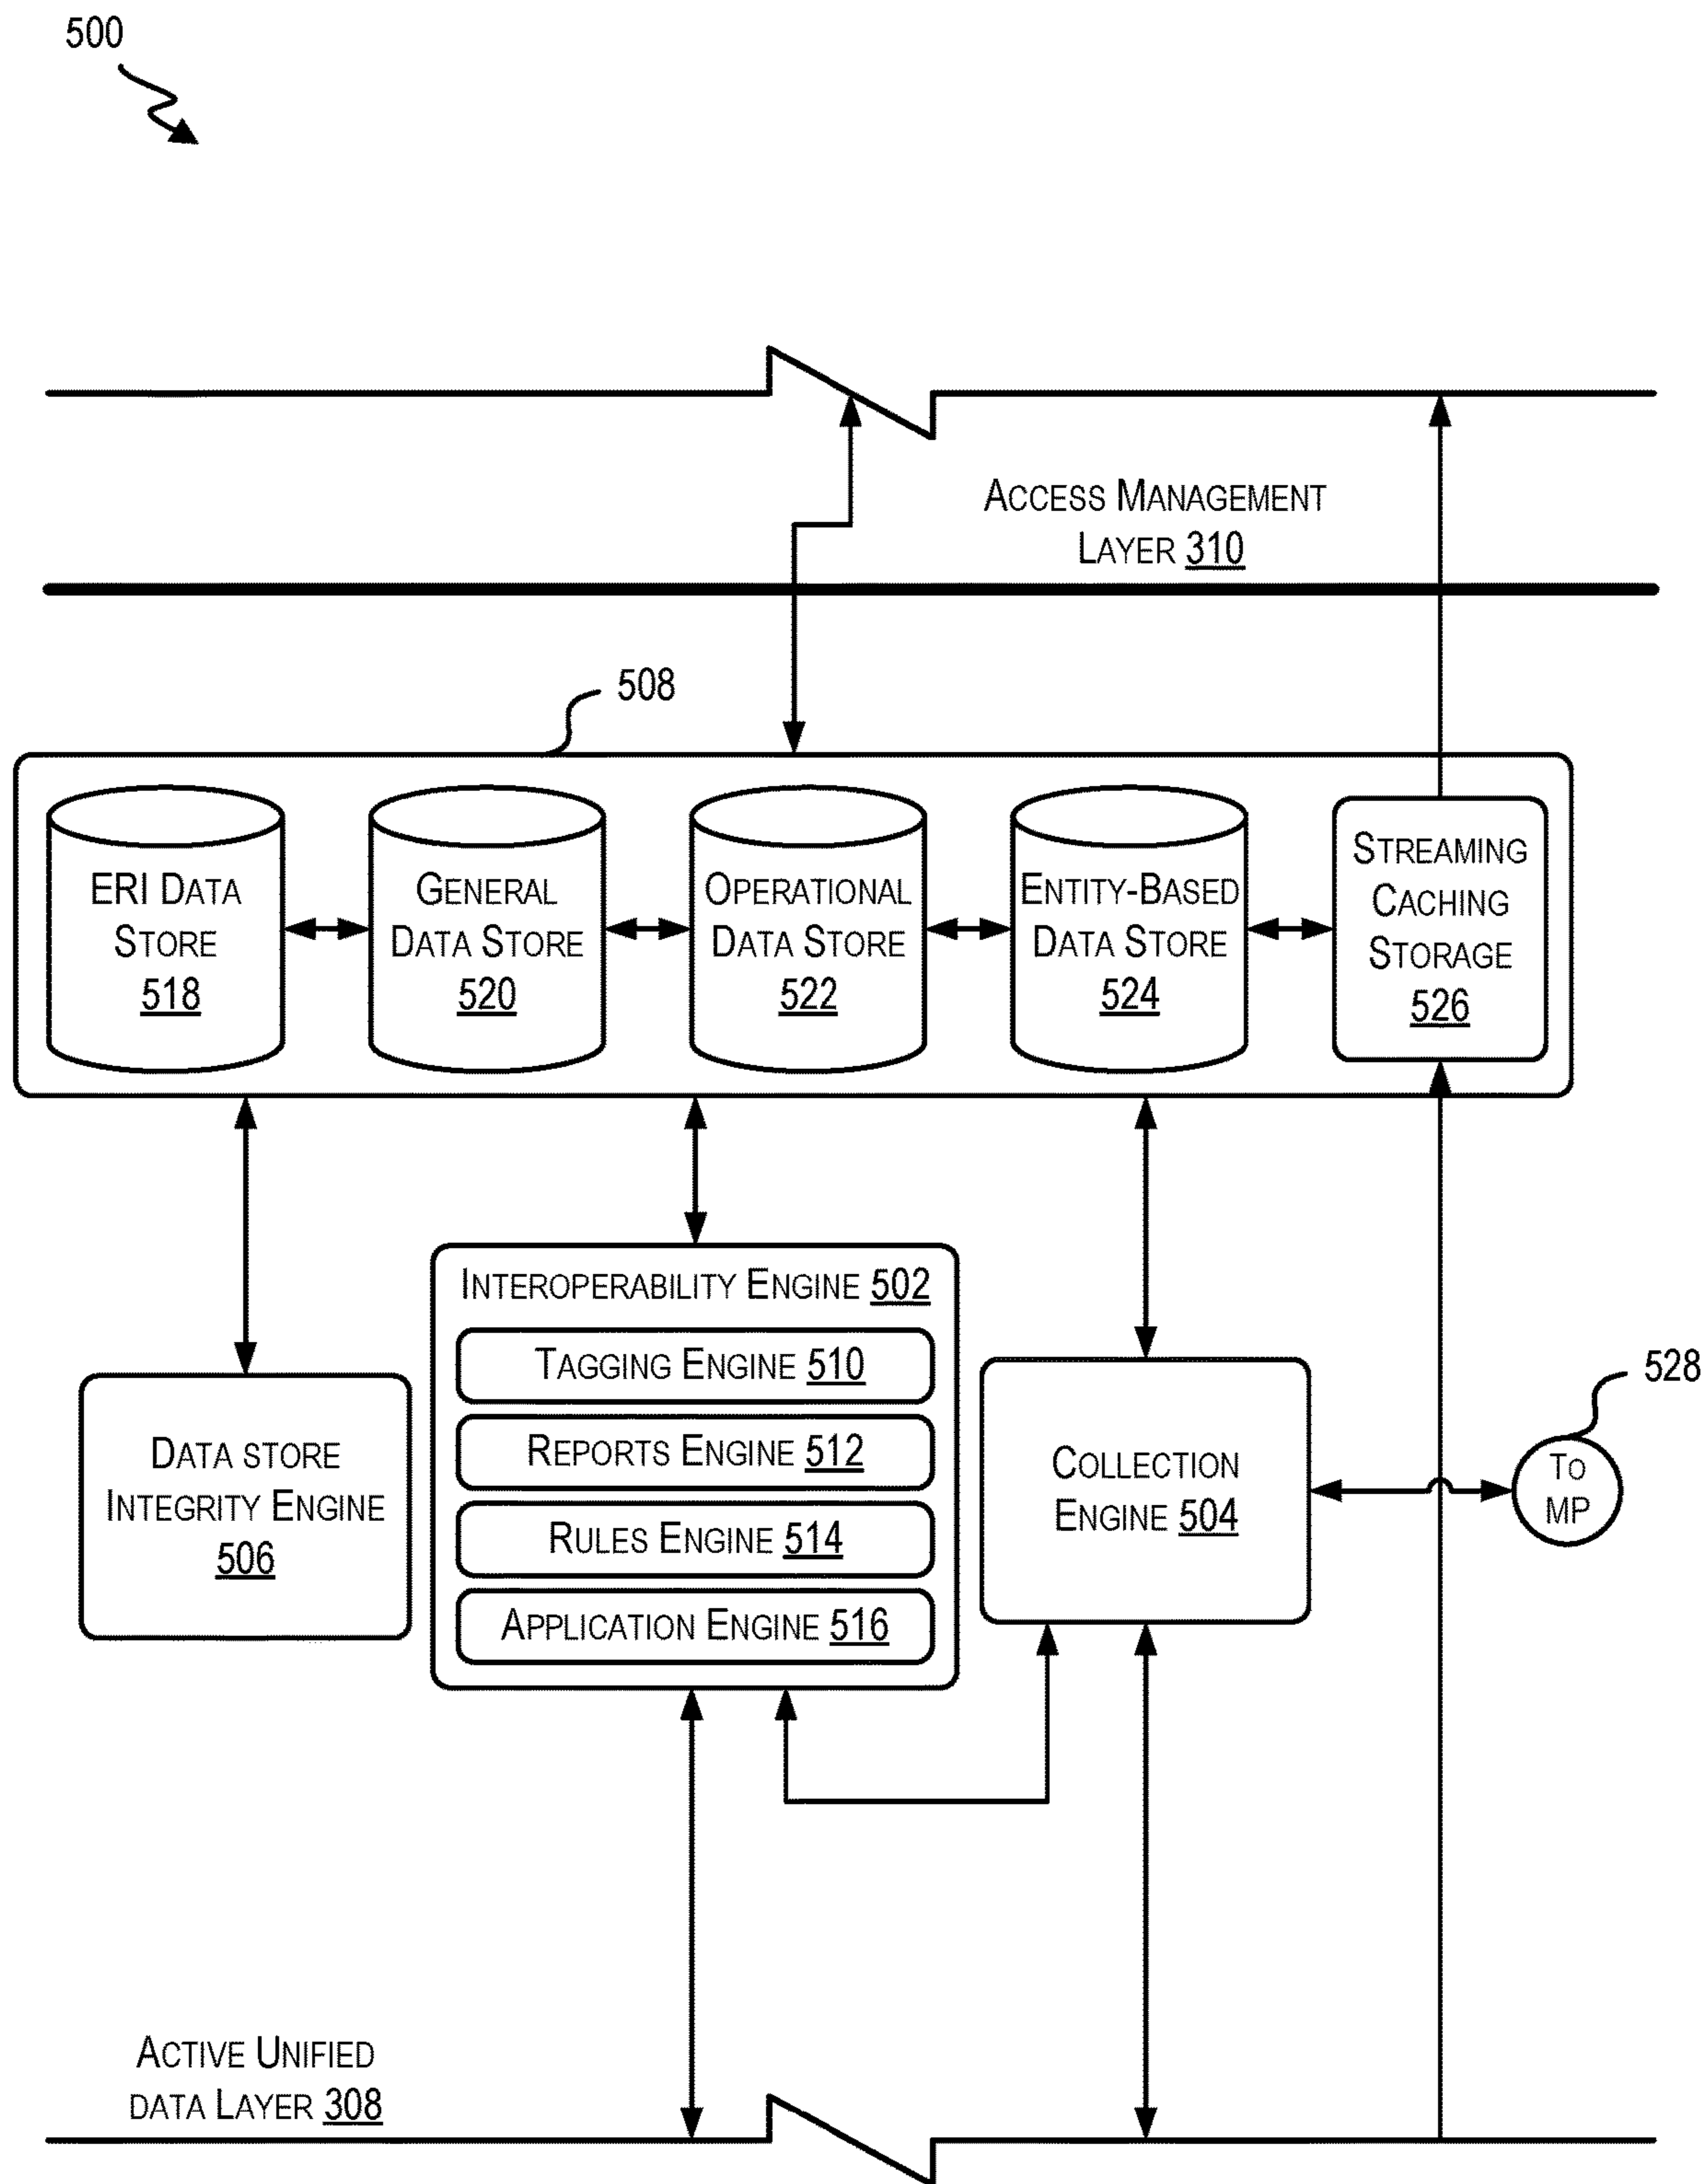 500
ACCESS MANAGEMENT
LAYER 310
508
ERI DATA
STORE
518
GENERAL
DATA STORE
520
OPERATIONAL
DATA STORE
522
ENTITY-BASED
DATA STORE
524
STREAMING
CACHING
STORAGE
526
INTEROPERABILITY ENGINE 502
TAGGING ENGINE 510
REPORTS ENGINE 512
RULES ENGINE 514
APPLICATION ENGINE 516
DATA STORE
INTEGRITY ENGINE
506
COLLECTION
ENGINE 504
528
TO
MP
ACTIVE UNIFIED
DATA LAYER 308